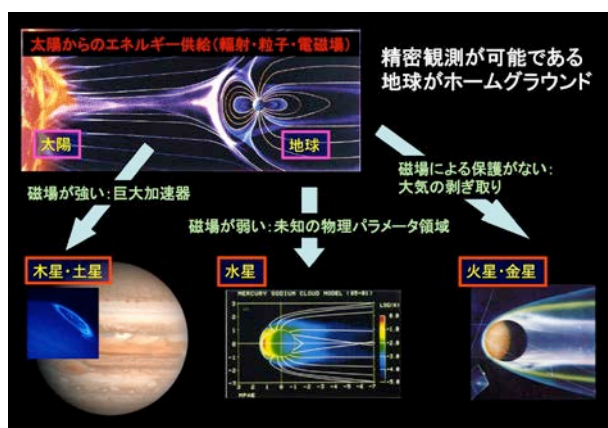 太陽からのエネルギー供給(輻射・粒子・電磁場)
精密観測が可能である
地球がホームグラウンド
太陽
地球
磁場による保護がない:
大気の剥ぎ取り
磁場が強い:巨大加速器
磁場が弱い:未知の物理パラメータ領域
木星・土星
水星
火星・金星
MERCURY SODIUM CLOUD MODEL